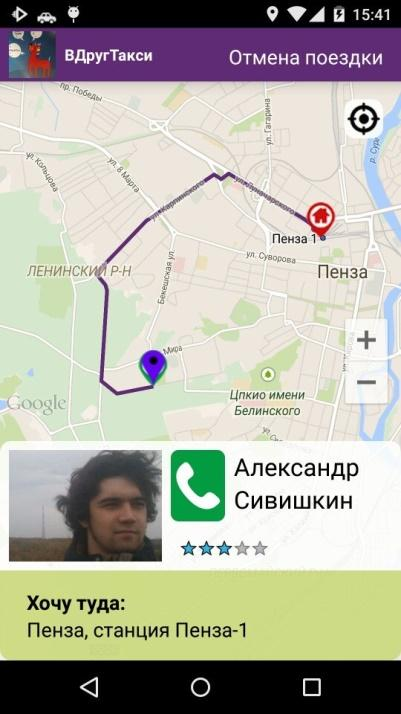 15:41
ВДругТакси
Отмена поездки
пр. Победы
ул. Гагарина
ул. Кольцова
ул. 8 Марта
ул. Карпинского
ул. Луначарского
Пенза 1
ул. Суворова
Пенза
ЛЕНИНСКИЙ Р-Н
Бекешская ул.
Мира
Цпкио имени
Белинского
Google
Александр
Сивишкин
Хочу туда:
Пенза, станция Пенза-1